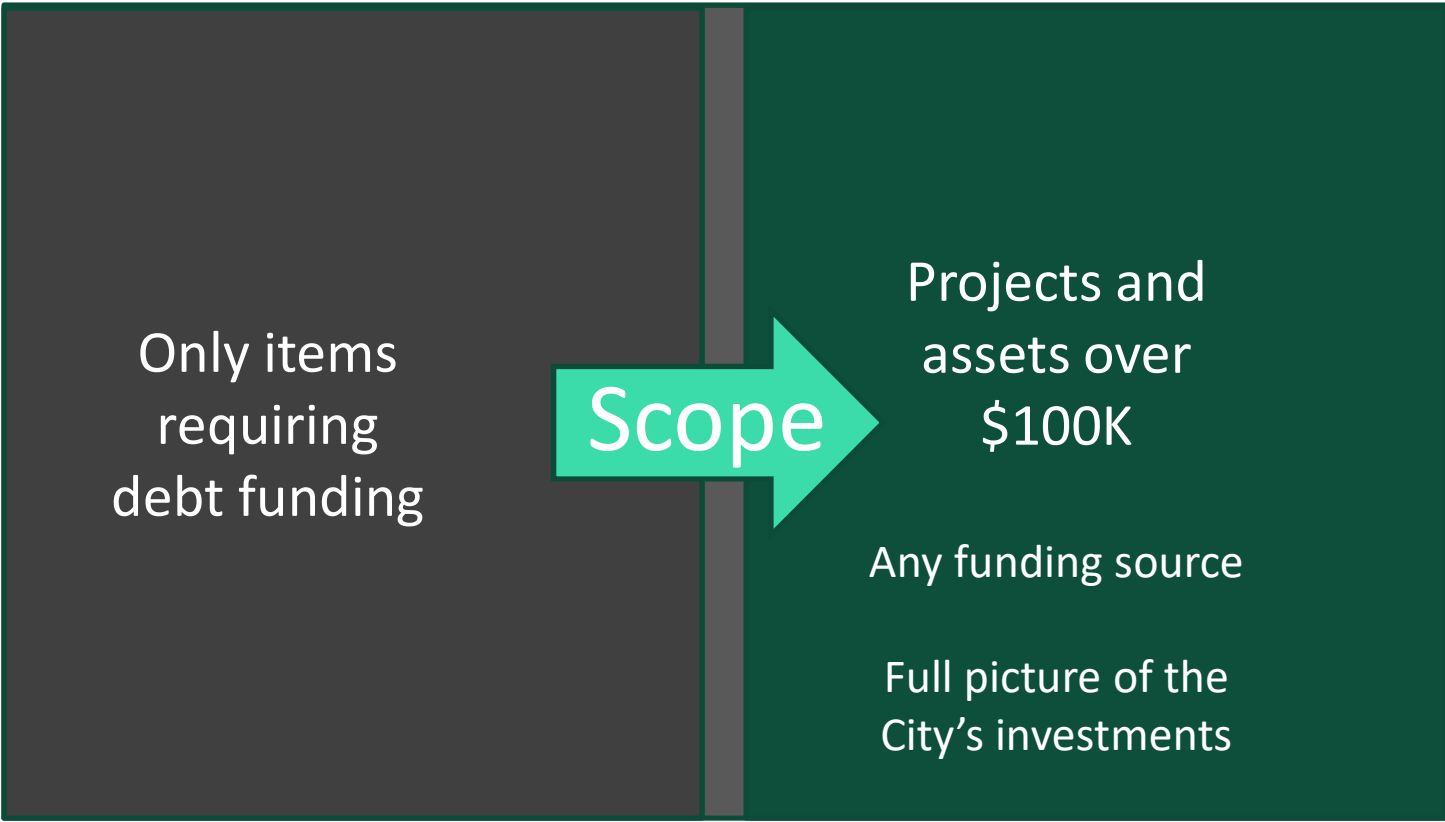 Only items
requiring
debt funding
Scope
Projects and
assets over
$100K
Any funding source
Full picture of the
City’s investments